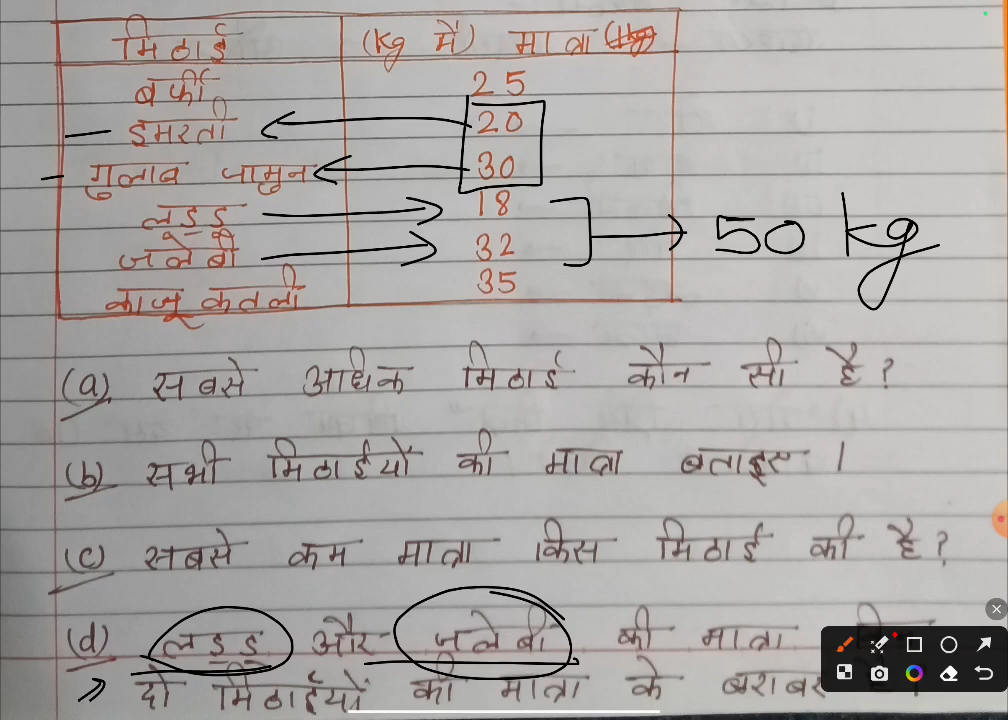 मिठाई (kg में) मात्रा
बर्फी 25
इमरती 20
गुलाब जामुन 30
लड्डू 18
जलेबी 32
काजू कतली 35
50 kg
(a) सबसे अधिक मिठाई कौन सी है?
(b) सभी मिठाईयों की मात्रा बताइए।
(c) सबसे कम मात्रा किस मिठाई की है?
(d) लड्डू और जलेबी की मात्रा
दो मिठाईयों की मात्रा के बराबर